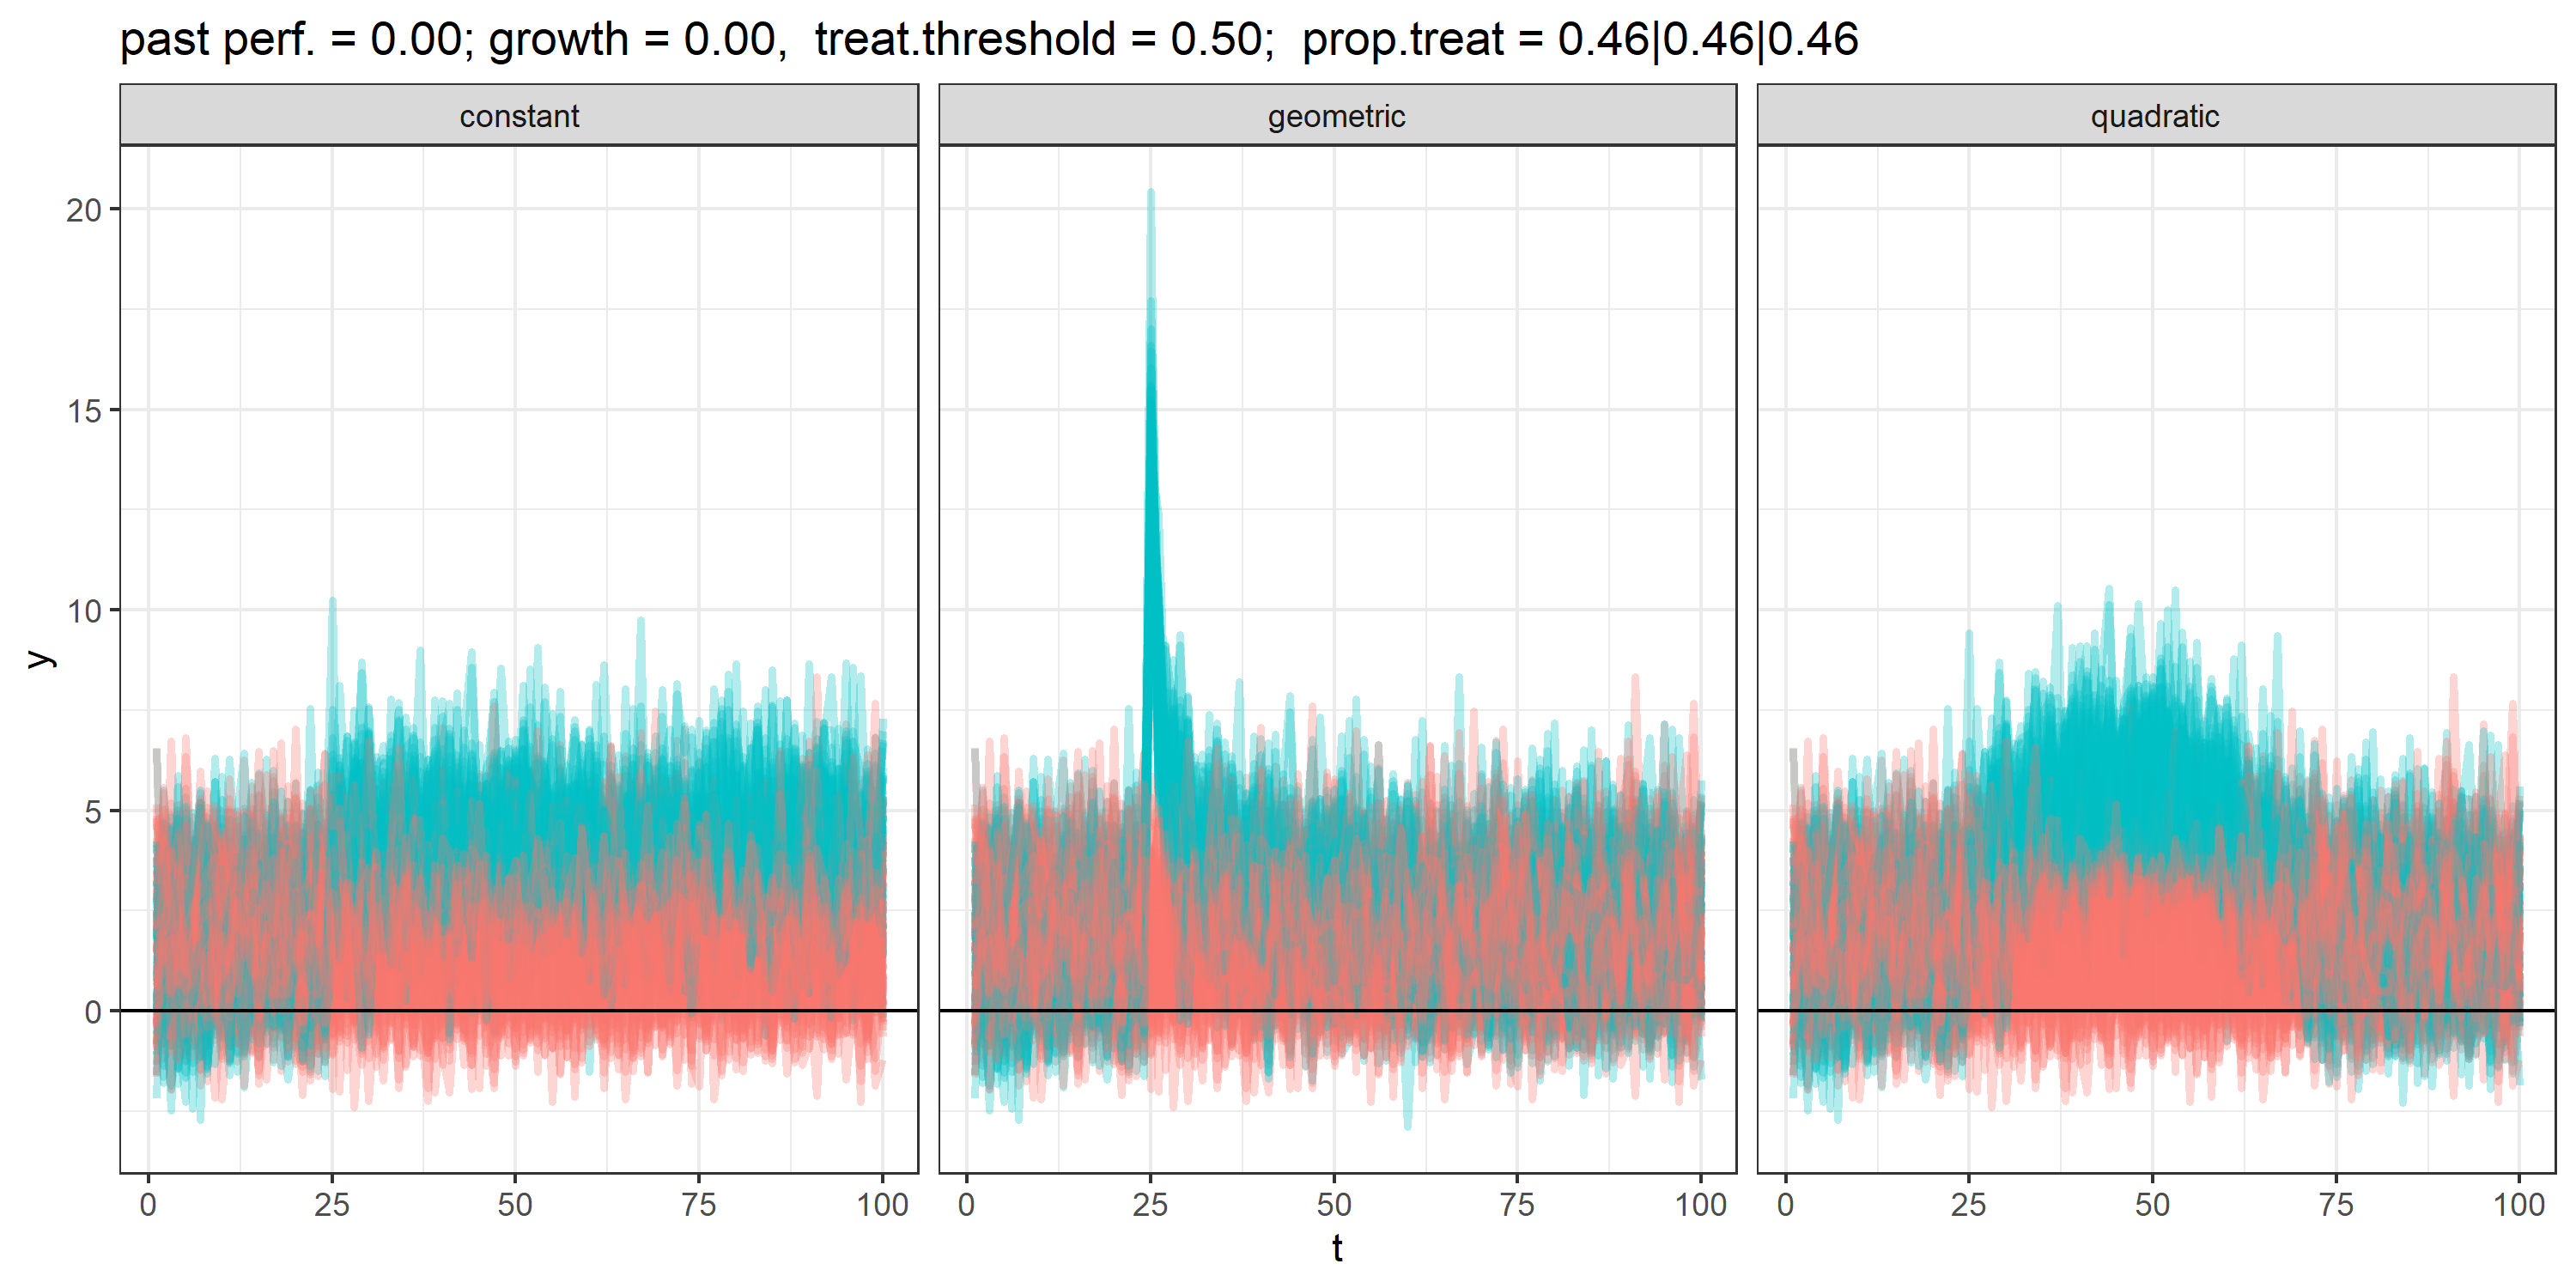 past perf. = 0.00; growth = 0.00,  treat.threshold = 0.50;  prop.treat = 0.46|0.46|0.46
constant geometric quadratic
20
15
10
5
0
y
0 25 50 75 100 0 25 50 75 100 0 25 50 75 100
t